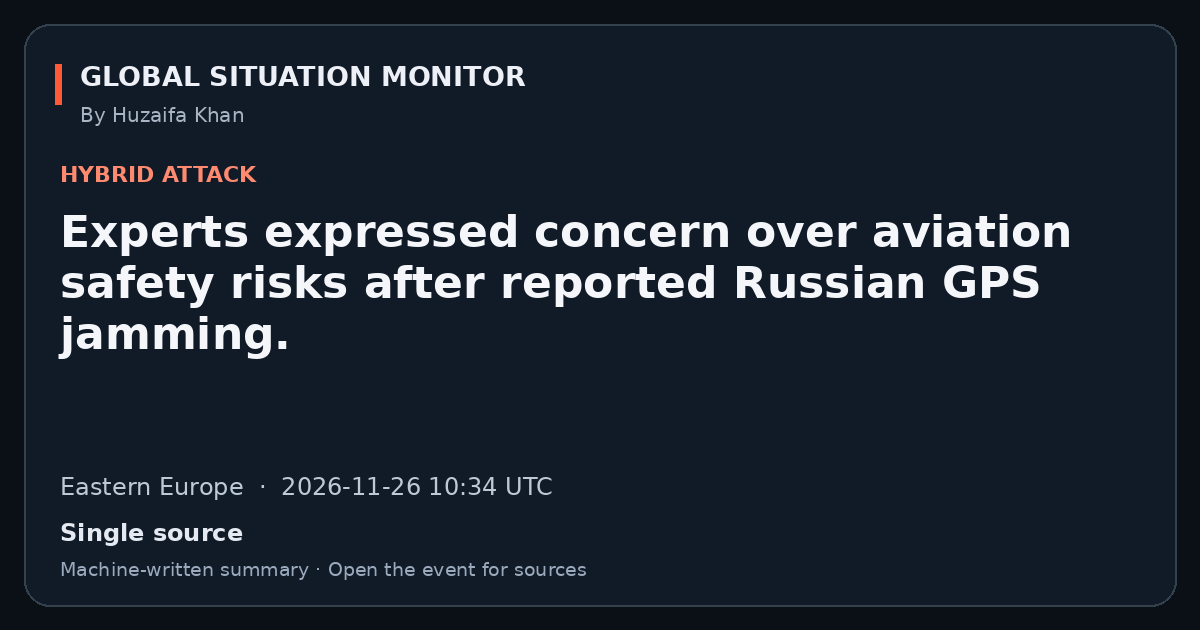 GLOBAL SITUATION MONITOR
By Huzaifa Khan
HYBRID ATTACK
Experts expressed concern over aviation
safety risks after reported Russian GPS
jamming.
Eastern Europe · 2026-11-26 10:34 UTC
Single source
Machine-written summary · Open the event for sources